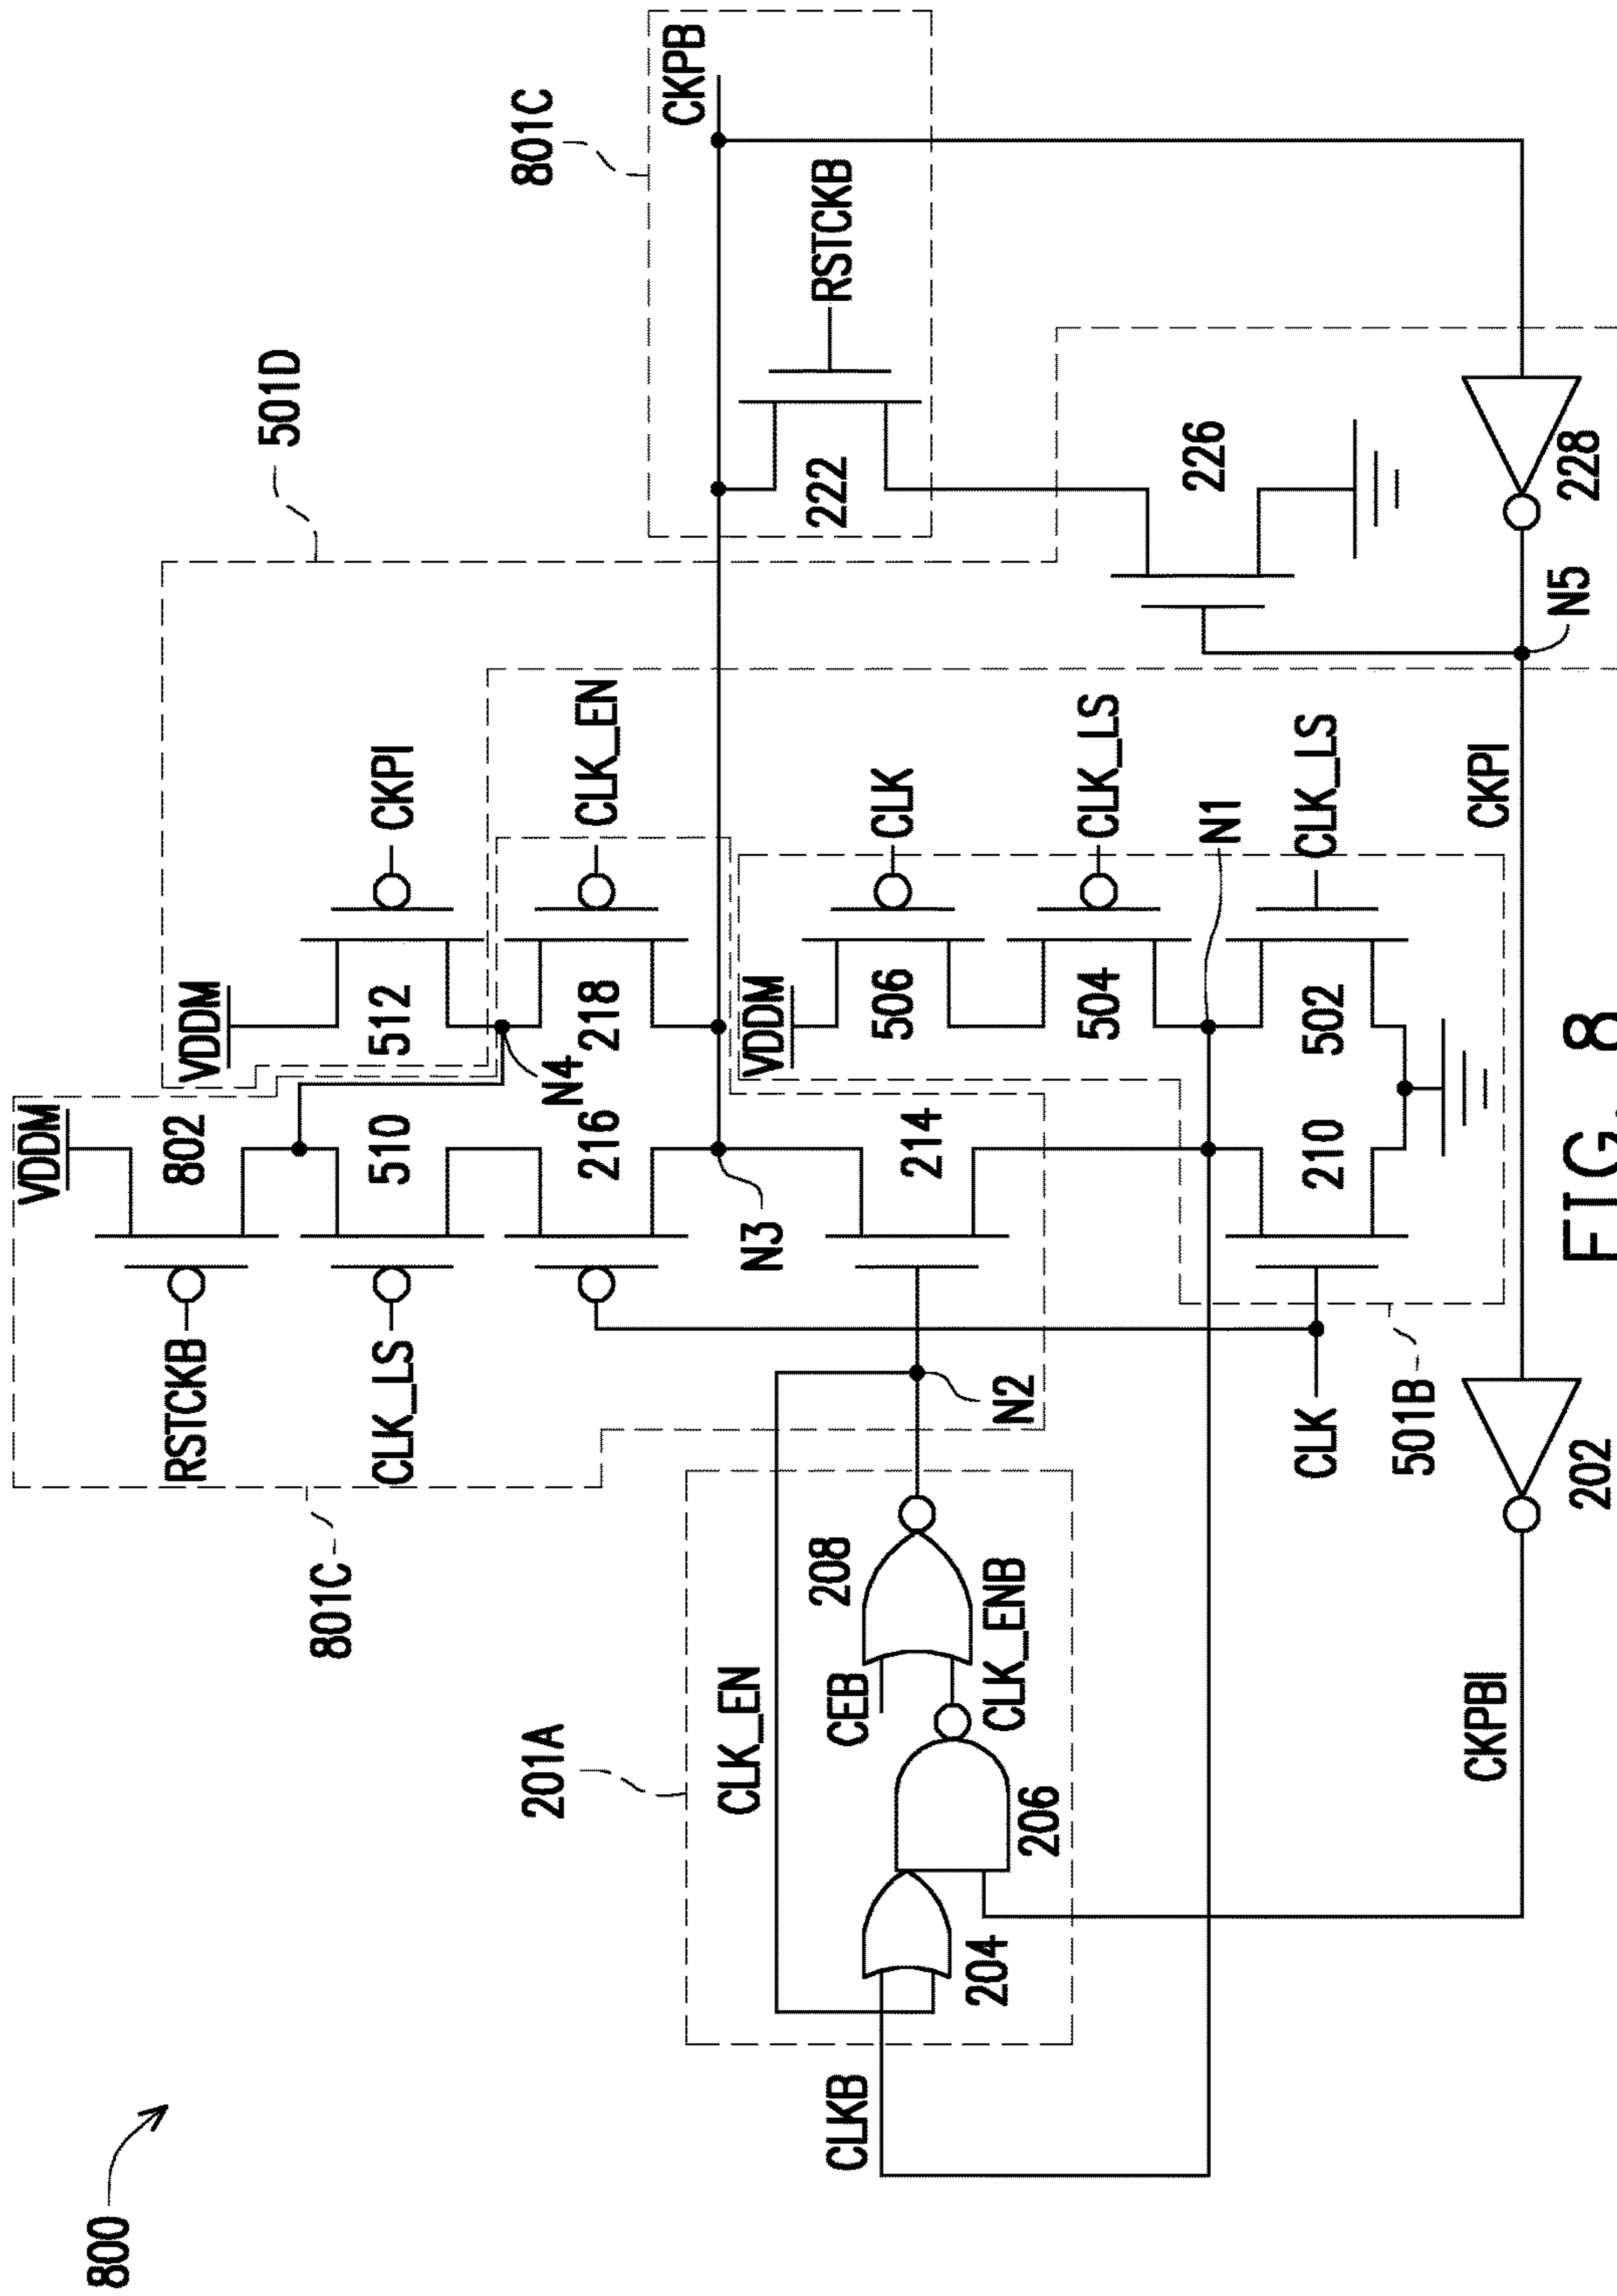 800
801C
501D
801C
CKPB
VDDM
VDDM
RSTCKB
802
512
CKPI
222
RSTCKB
CLK_LS
510
N4
216
218
CLK_EN
N3
VDDM
506
CLK
226
201A
CLK_EN
214
504
CLK_LS
CEB
208
N2
N1
CLKB
204
206
CLK_ENB
CLK
210
502
CLK_LS
501B
CKPBI
202
CKPI
N5
228
FIG. 8